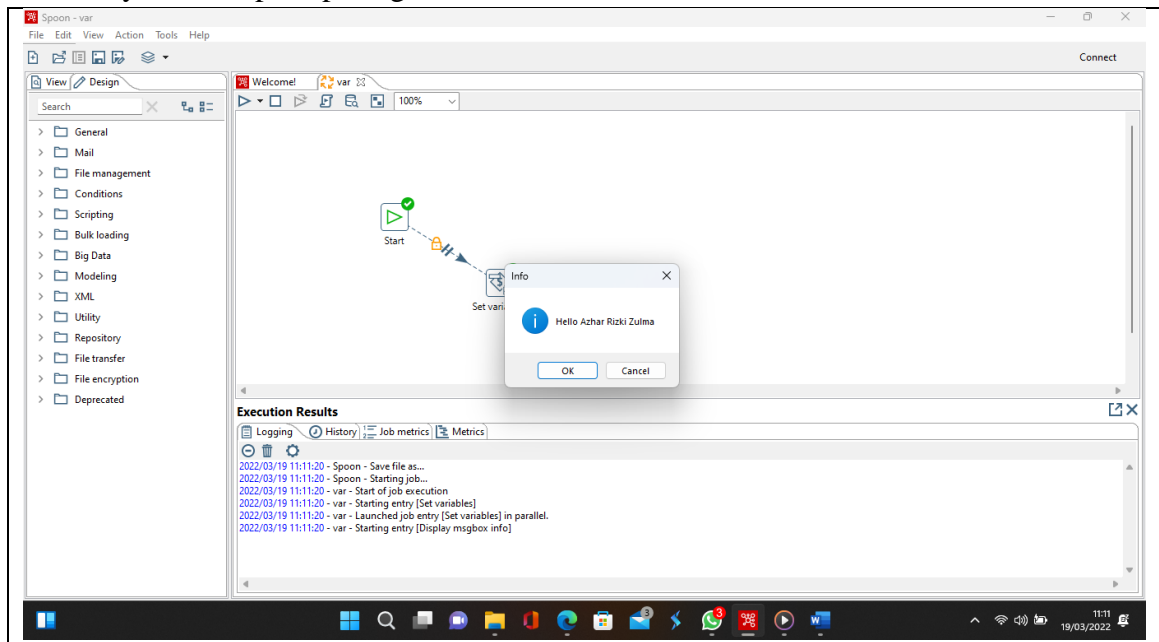 Spoon - var
File Edit View Action Tools Help
Connect
View Design
Welcome! var
Search
100%
General
Mail
File management
Conditions
Scripting
Bulk loading
Big Data
Modeling
XML
Utility
Repository
File transfer
File encryption
Deprecated
Start
Set vari
Info
Hello Azhar Rizki Zulma
OK Cancel
Execution Results
Logging History Job metrics Metrics
2022/03/19 11:11:20 - Spoon - Save file as...
2022/03/19 11:11:20 - Spoon - Starting job...
2022/03/19 11:11:20 - var - Start of job execution
2022/03/19 11:11:20 - var - Starting entry [Set variables]
2022/03/19 11:11:20 - var - Launched job entry [Set variables] in parallel.
2022/03/19 11:11:20 - var - Starting entry [Display msgbox info]
3 3
11:11
19/03/2022